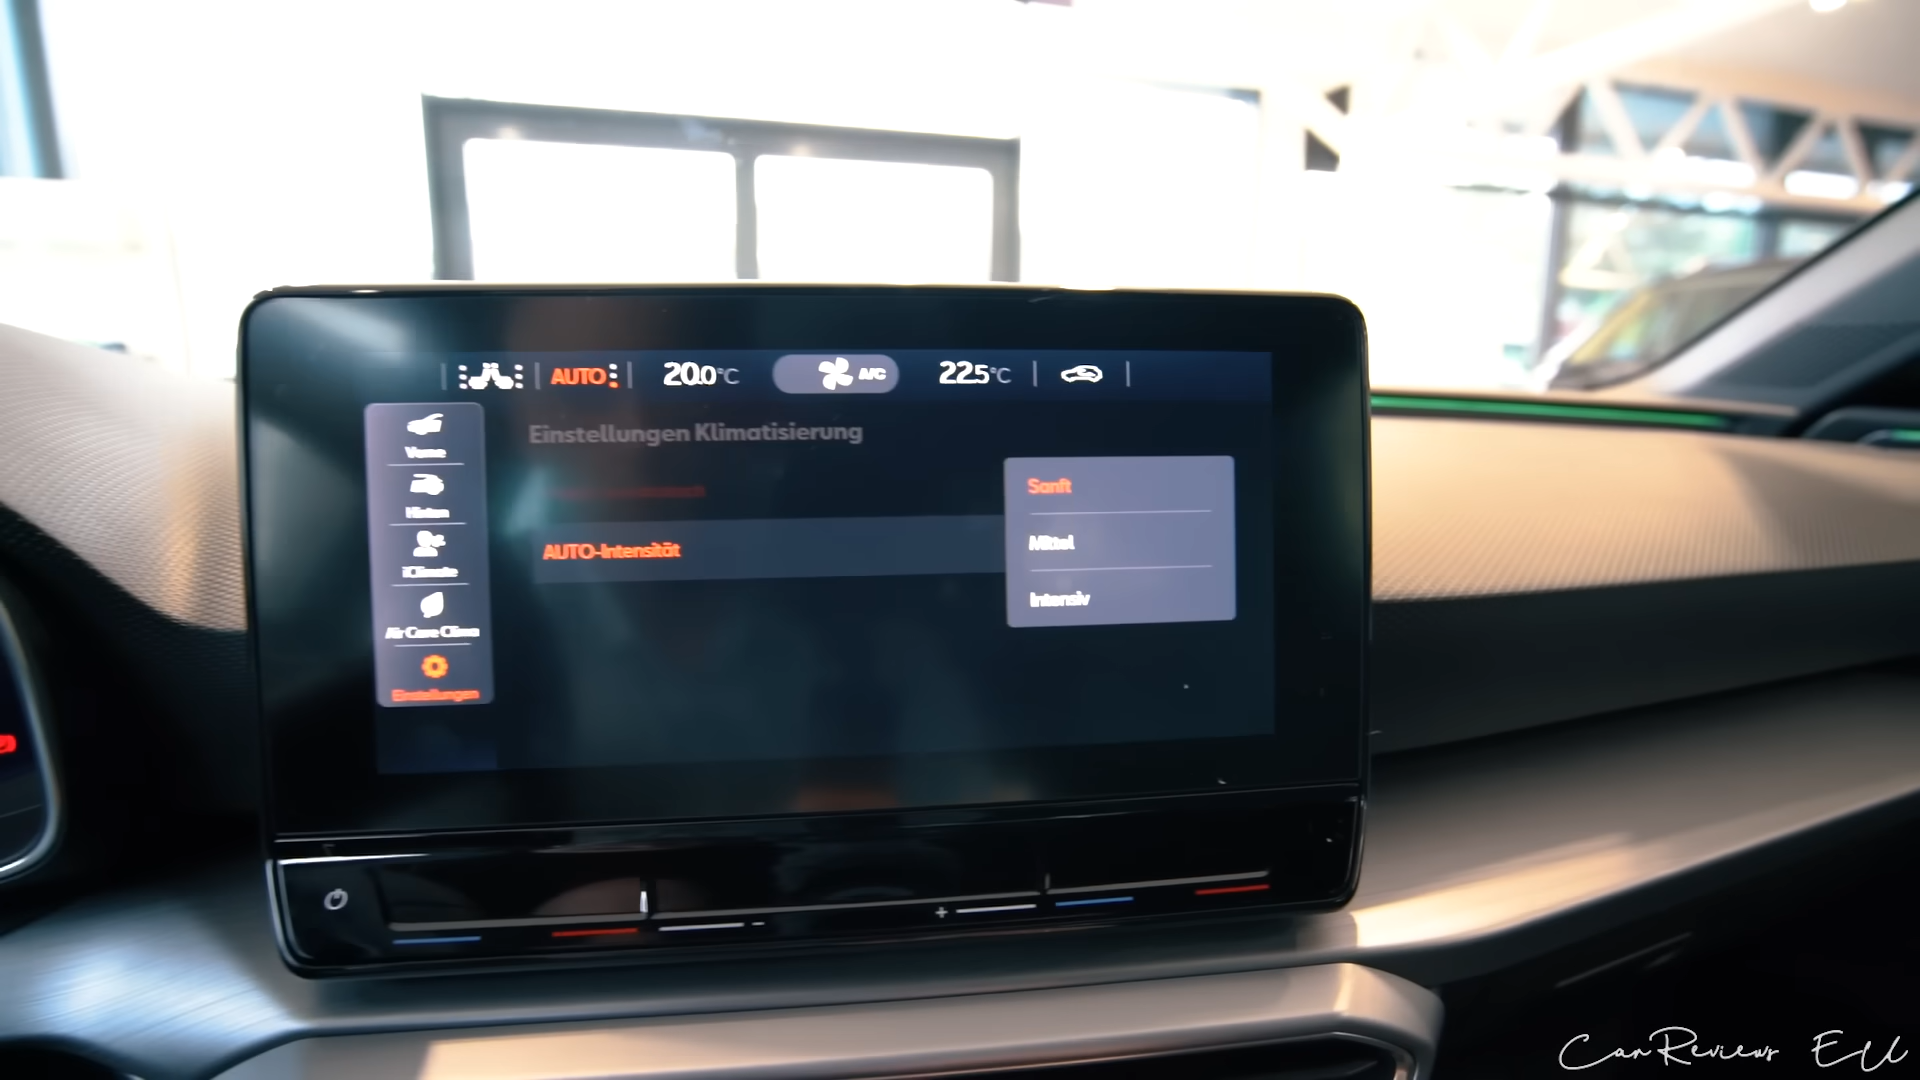 AUTO 20.0°C A/C 22.5°C
Einstellungen Klimatisierung
Vorne
Hinten
iClimate
Air Care Clima
Einstellungen
AUTO-Intensität
Sanft
Mittel
Intensiv
CarReviews EU